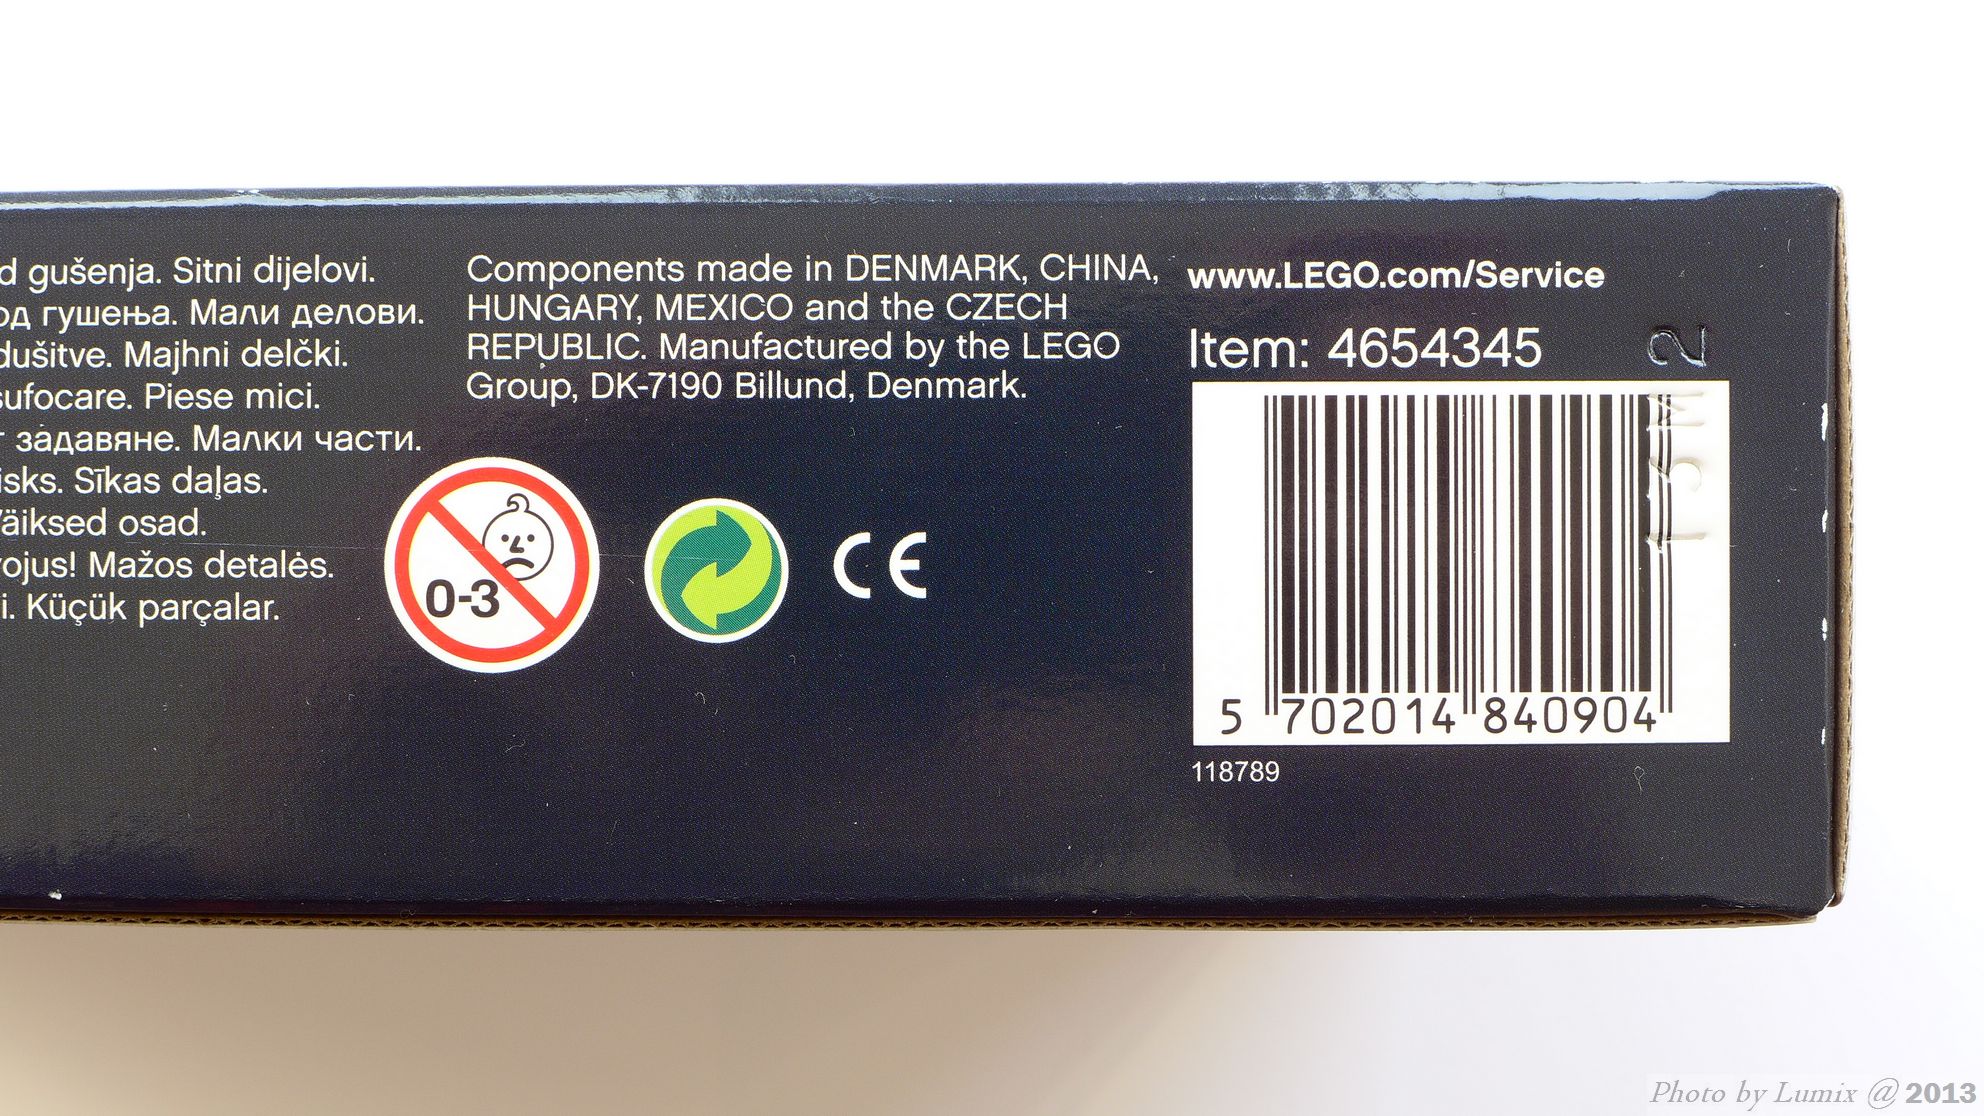 d gušenja. Sitni dijelovi.
од гушења. Мали делови.
dušitve. Majhni delčki.
sufocare. Piese mici.
задавяне. Малки части.
isks. Sīkas daļas.
Väiksed osad.
vojus! Mažos detalės.
i. Küçük parçalar.
Components made in DENMARK, CHINA,
HUNGARY, MEXICO and the CZECH
REPUBLIC. Manufactured by the LEGO
Group, DK-7190 Billund, Denmark.
0-3
CE
www.LEGO.com/Service
Item: 4654345
13M2
5 702014 840904
118789
Photo by Lumix @ 2013